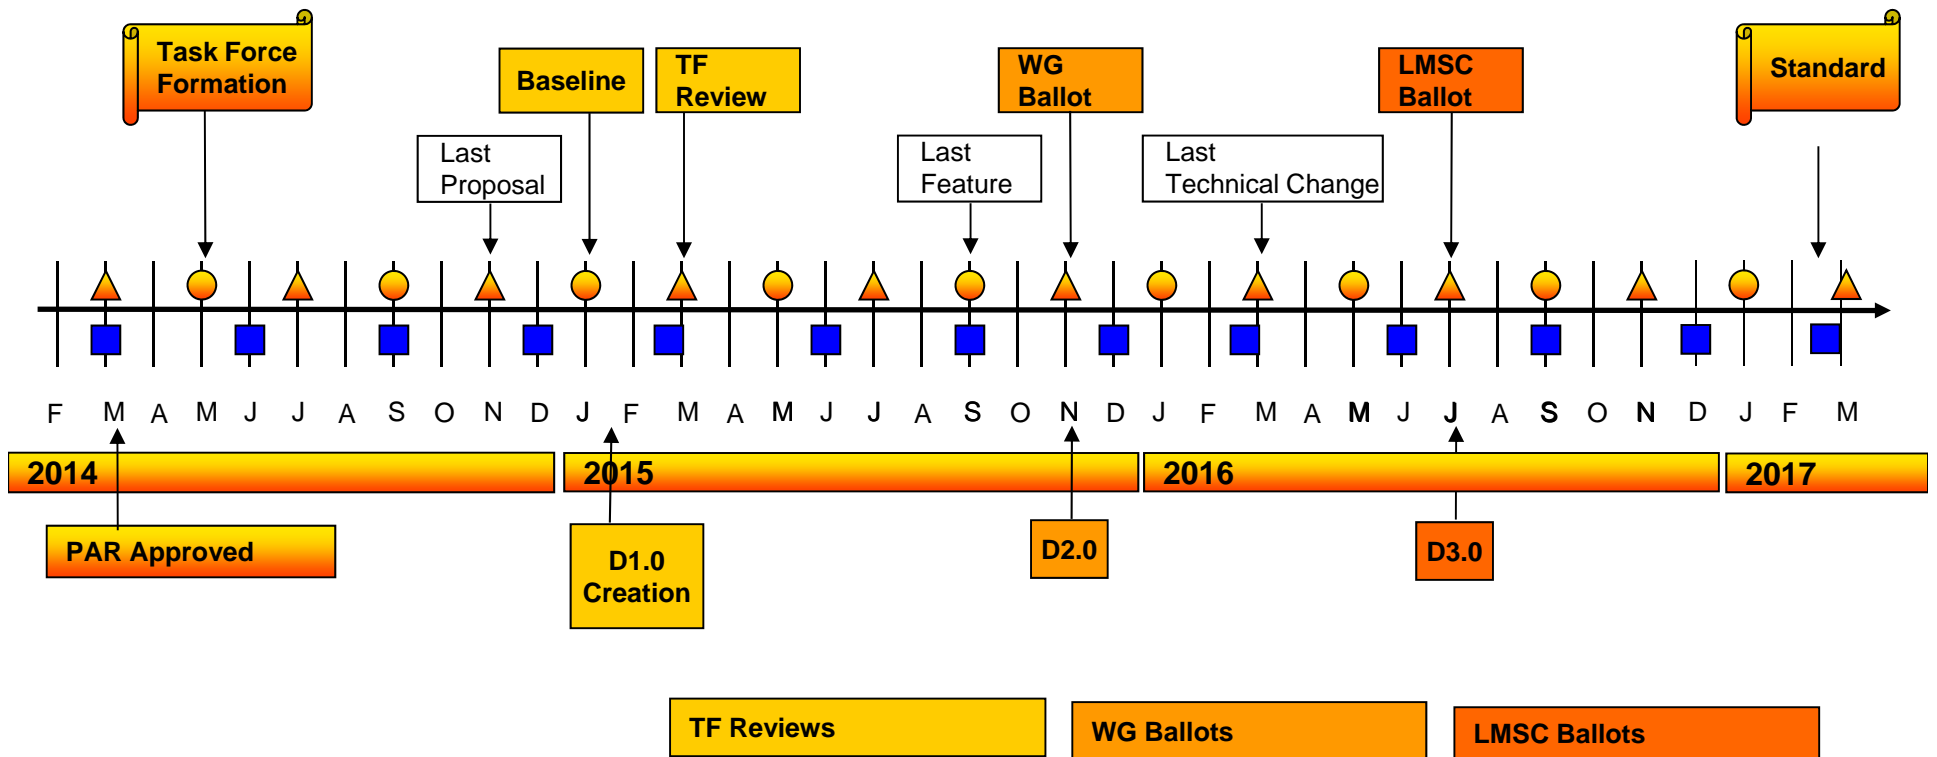 Task Force
Formation
Baseline
TF
Review
WG
Ballot
LMSC
Ballot
Standard
Last
Proposal
Last
Feature
Last
Technical Change
F M A M J J A S O N D J F M A M J J A S O N D J F M A M J J A S O N D J F M
2014 2015 2016 2017
PAR Approved
D1.0
Creation
D2.0
D3.0
TF Reviews
WG Ballots
LMSC Ballots